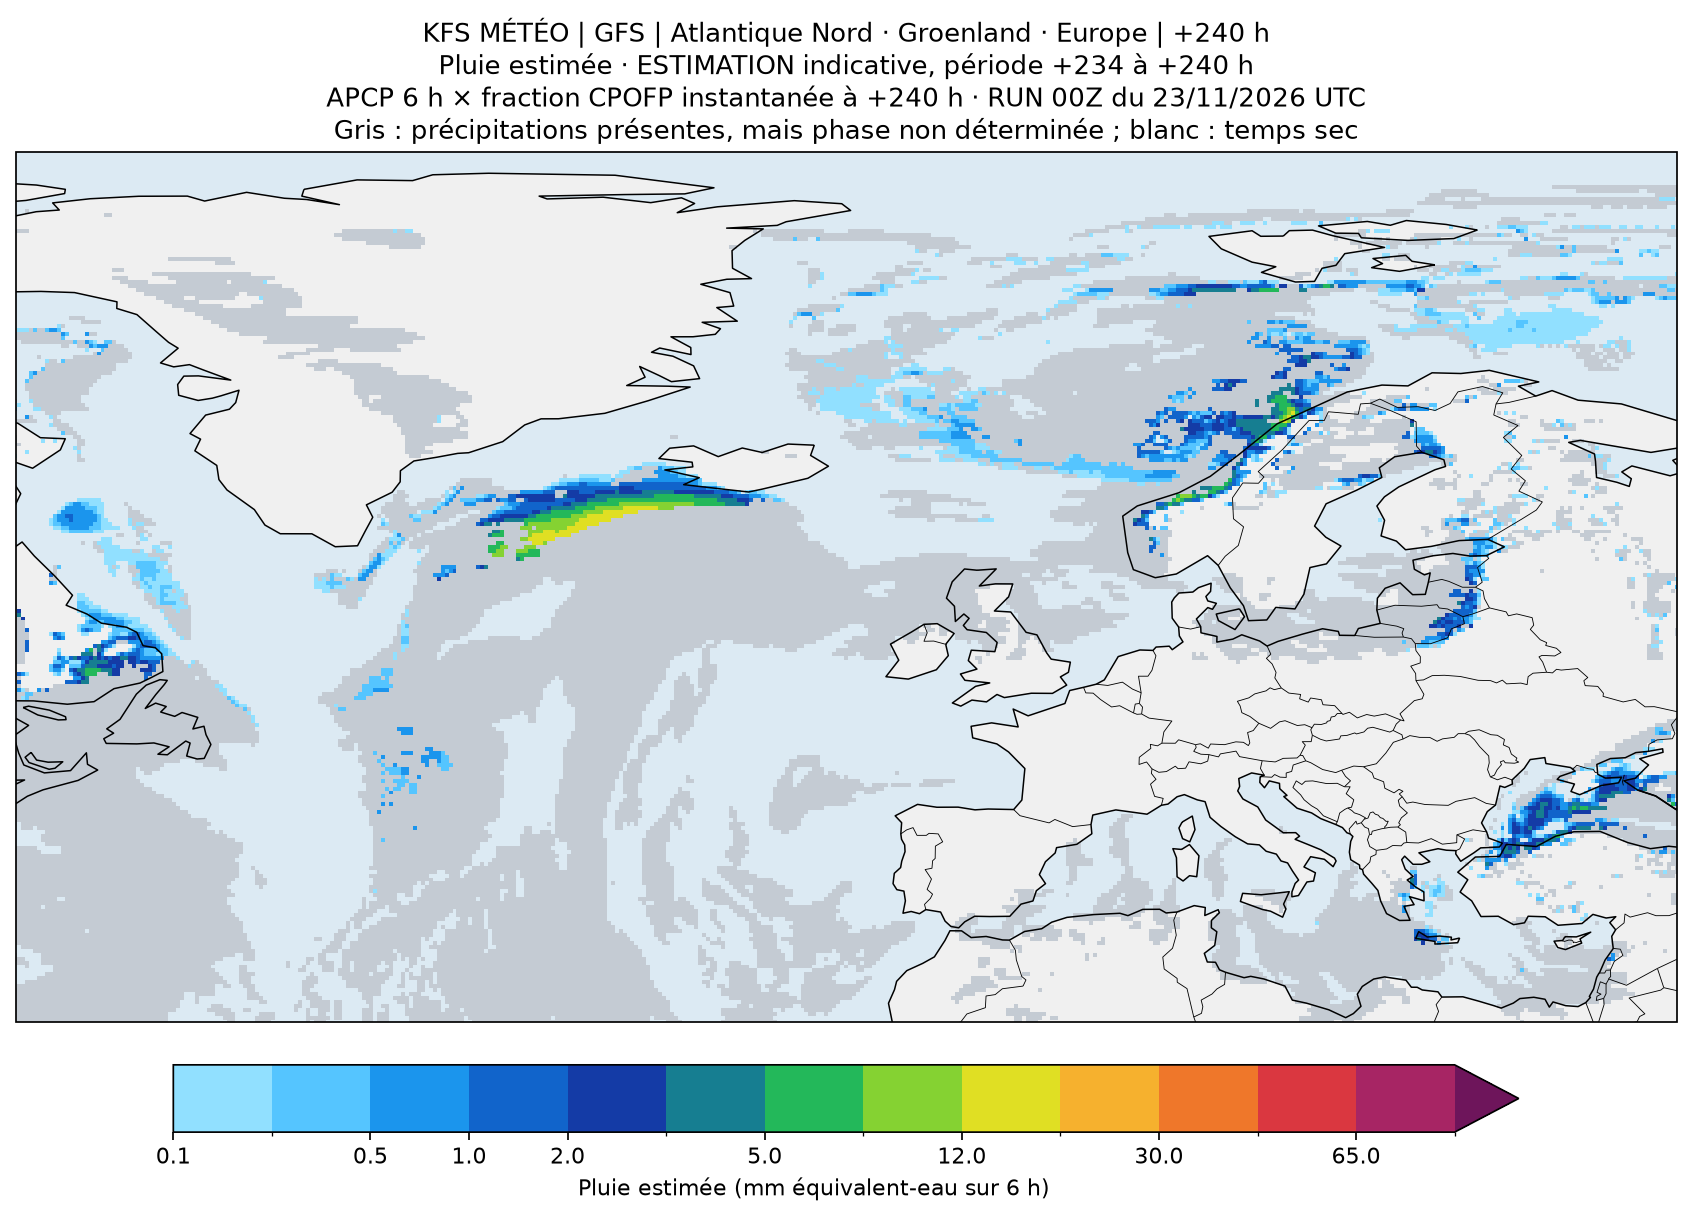 KFS MÉTÉO | GFS | Atlantique Nord · Groenland · Europe | +240 h
Pluie estimée · ESTIMATION indicative, période +234 à +240 h
APCP 6 h × fraction CPOFP instantanée à +240 h · RUN 00Z du 23/11/2026 UTC
Gris : précipitations présentes, mais phase non déterminée ; blanc : temps sec
0.1 0.5 1.0 2.0 5.0 12.0 30.0 65.0
Pluie estimée (mm équivalent-eau sur 6 h)